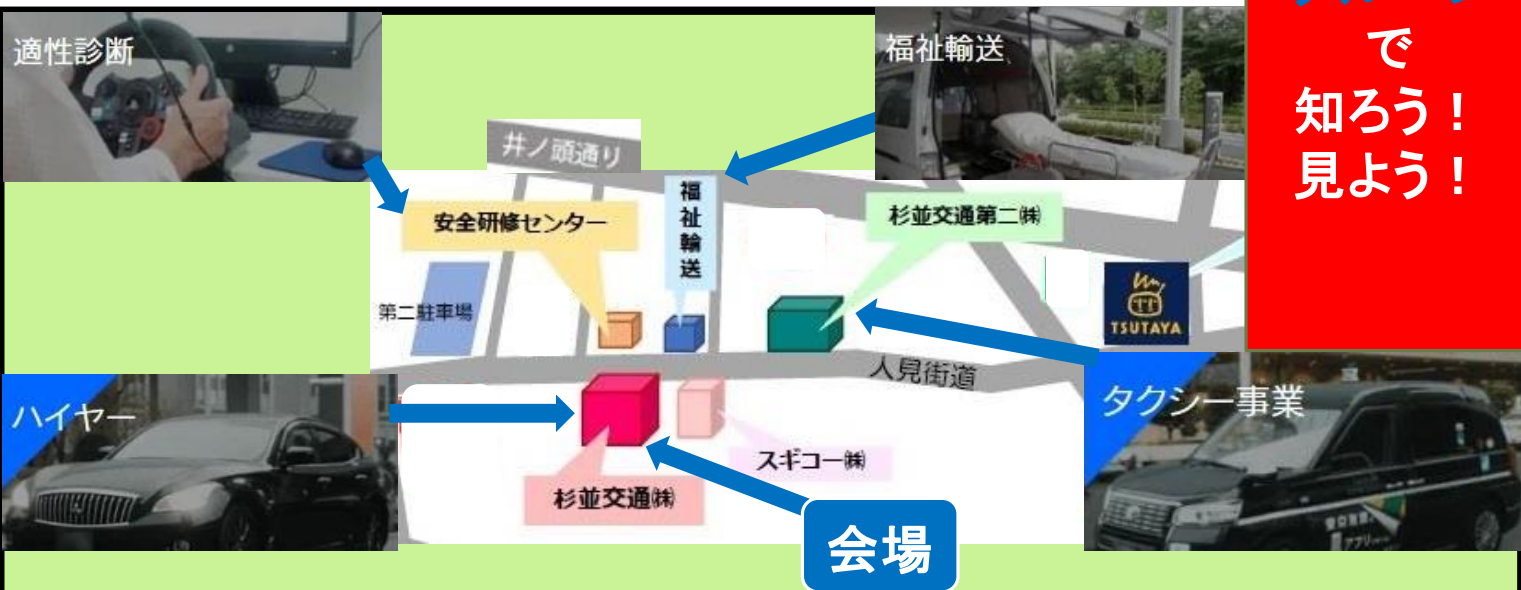 適性診断
福祉輸送
で
知ろう！
見よう！
井ノ頭通り
福祉輸送
安全研修センター
杉並交通第二㈱
第二駐車場
TSUTAYA
人見街道
ハイヤー
タクシー事業
スギコー㈱
杉並交通㈱
会場